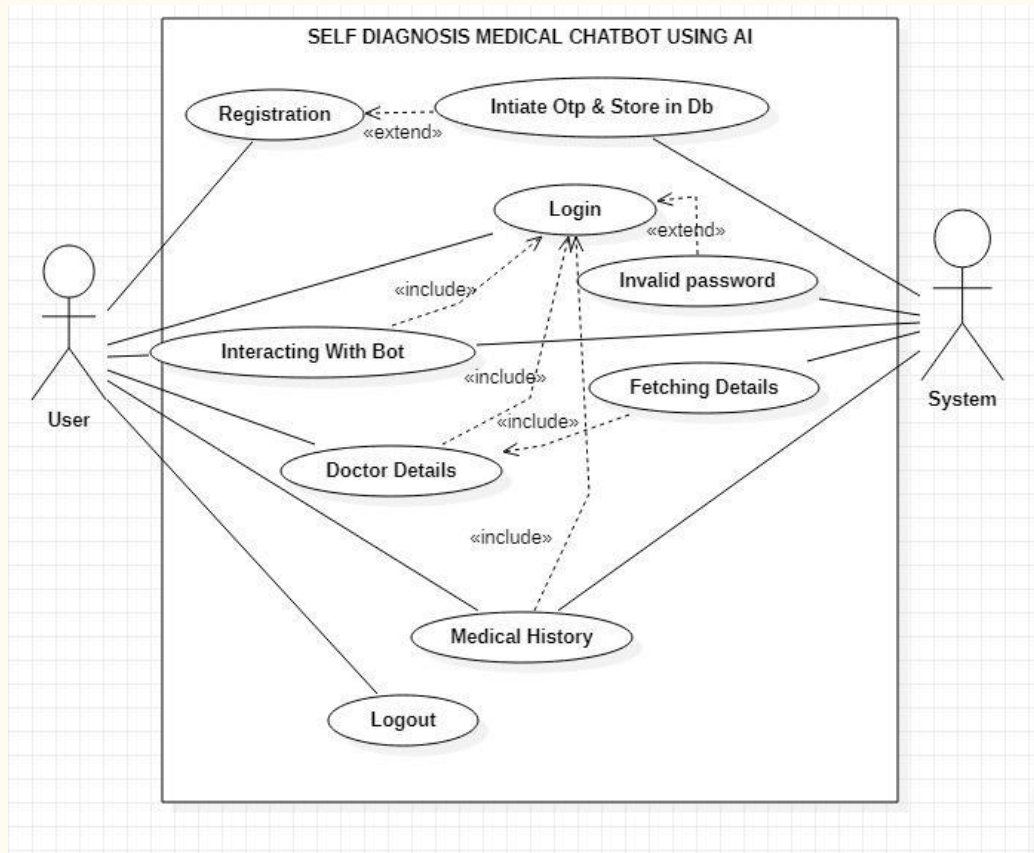 SELF DIAGNOSIS MEDICAL CHATBOT USING AI
Registration
Intiate Otp & Store in Db
«extend»
Login
«extend»
Invalid password
«include»
Interacting With Bot
«include»
Fetching Details
User
System
«include»
Doctor Details
«include»
Medical History
Logout